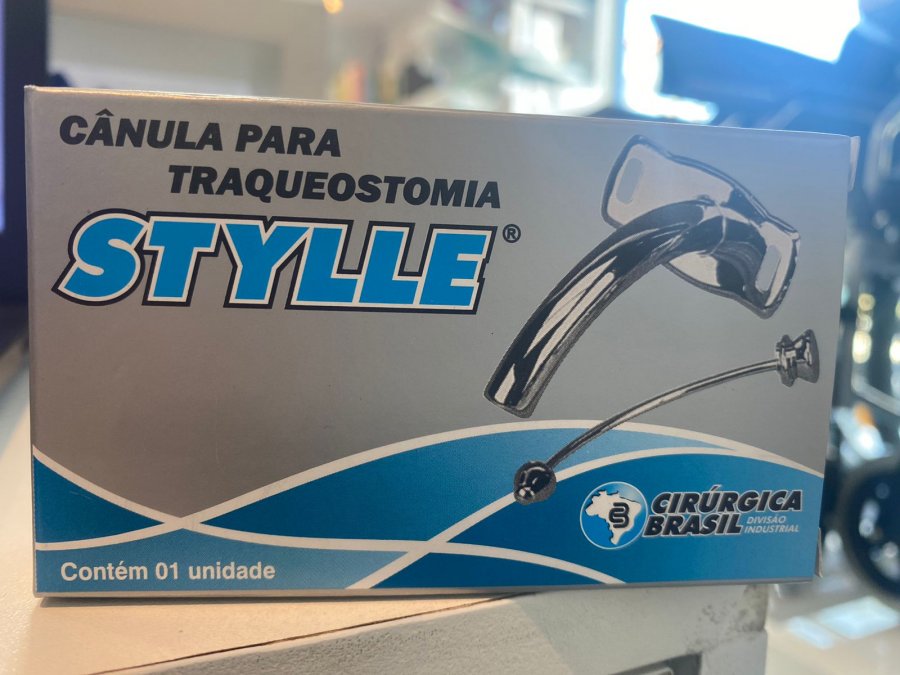 CÂNULA PARA
TRAQUEOSTOMIA
STYLLE®
CIRÚRGICA
BRASIL DIVISÃO
INDUSTRIAL
Contém 01 unidade